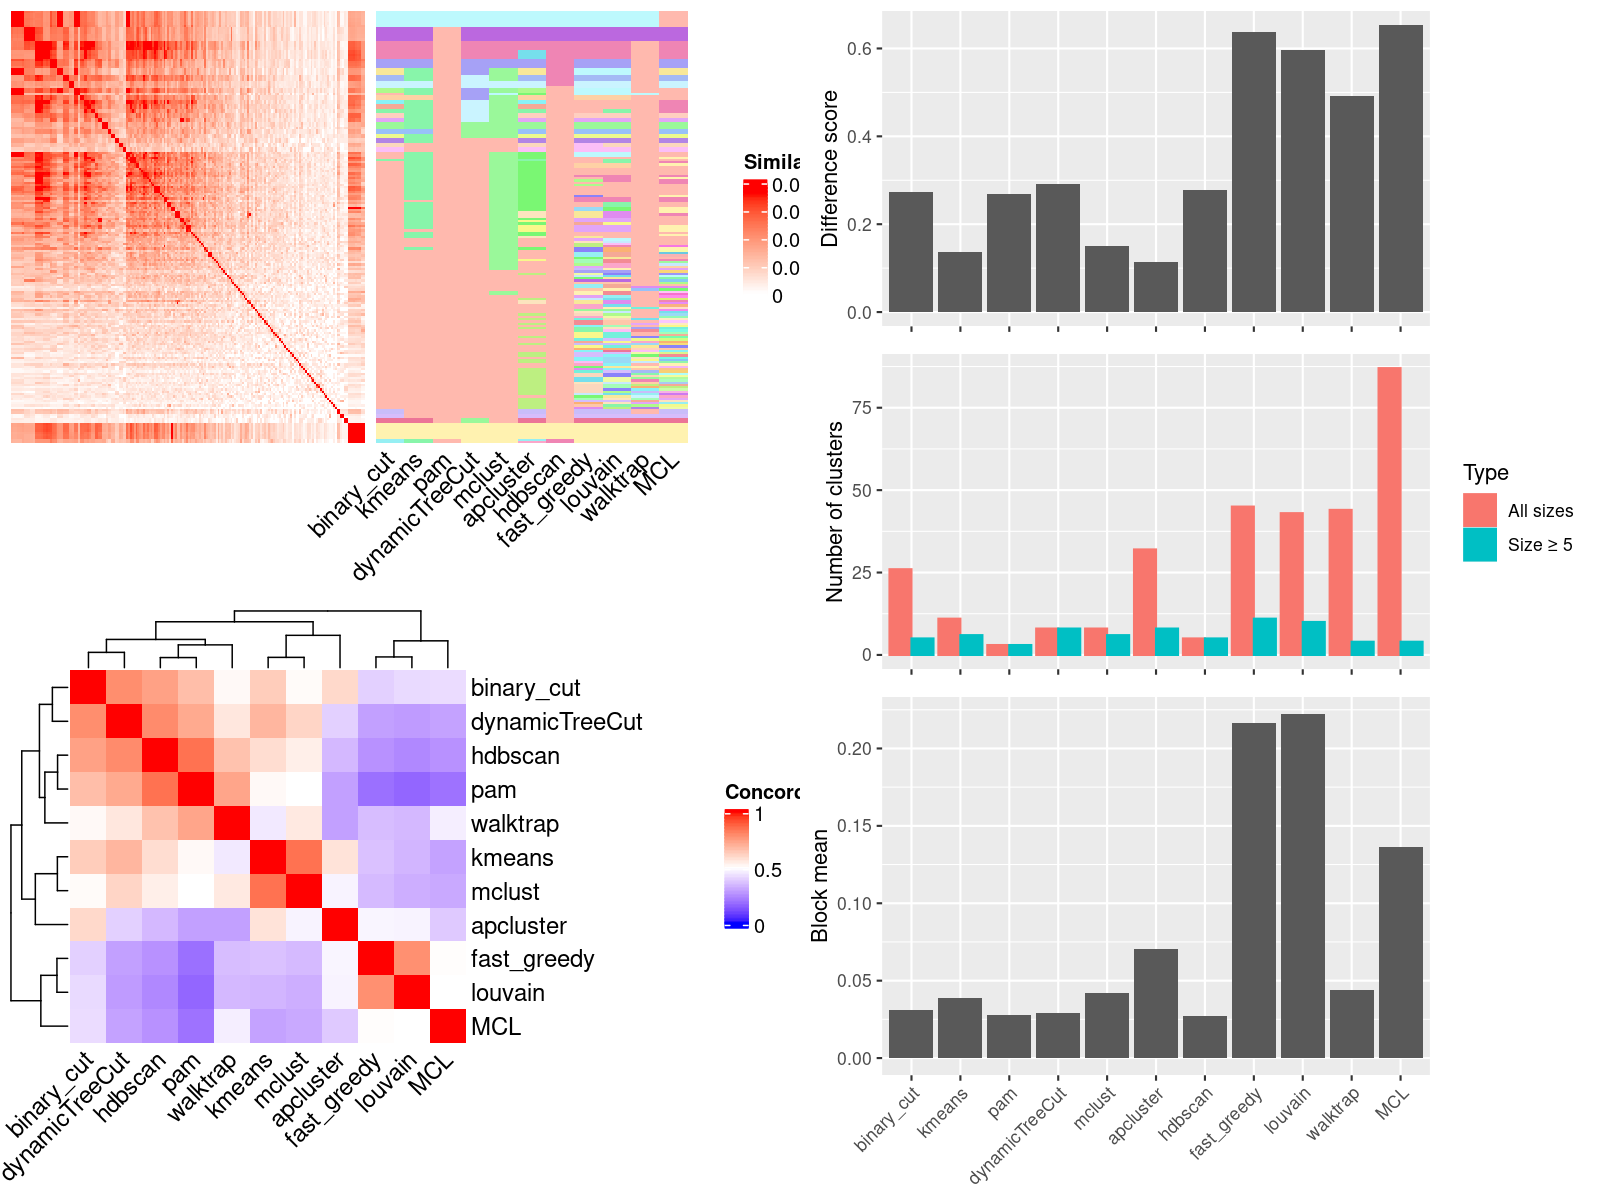 Simila
0.0
0.0
0.0
0.0
0
binary_cut
kmeans
pam
dynamicTreeCut
mclust
apcluster
hdbscan
fast_greedy
louvain
walktrap
MCL
binary_cut
dynamicTreeCut
hdbscan
pam
walktrap
kmeans
mclust
apcluster
fast_greedy
louvain
MCL
Concord
1
0.5
0
binary_cut
dynamicTreeCut
hdbscan
pam
walktrap
kmeans
mclust
apcluster
fast_greedy
louvain
MCL
Difference score
0.6
0.4
0.2
0.0
Number of clusters
75
50
25
0
Type
All sizes
Size ≥ 5
Block mean
0.20
0.15
0.10
0.05
0.00
binary_cut
kmeans
pam
dynamicTreeCut
mclust
apcluster
hdbscan
fast_greedy
louvain
walktrap
MCL